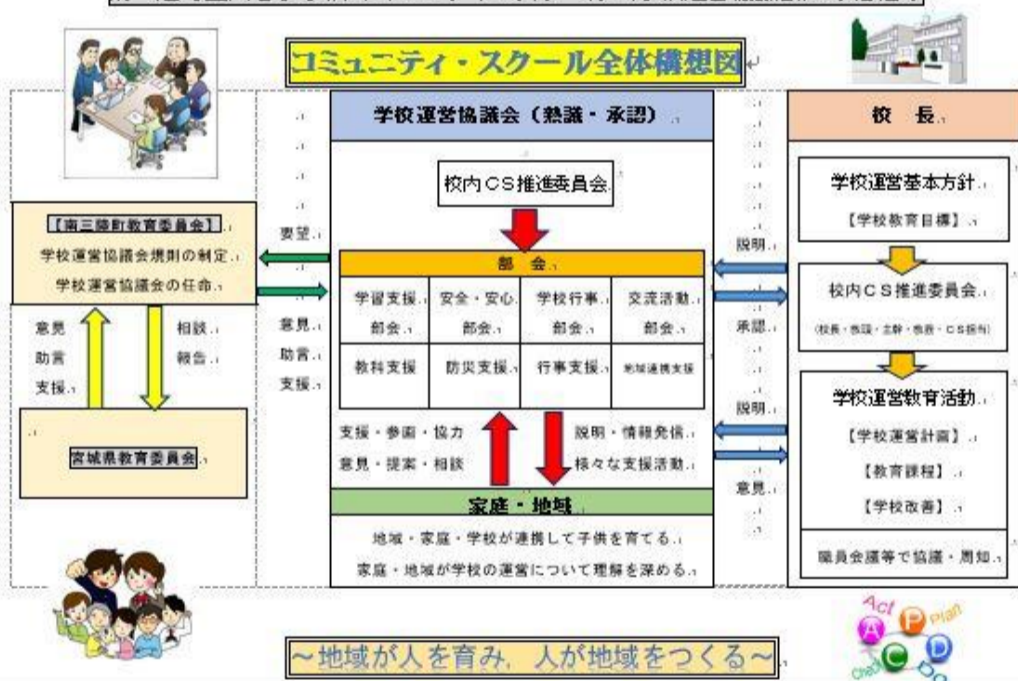 コミュニティ・スクール全体構想図
【南三陸町教育委員会】
学校運営協議会規則の制定
学校運営協議会の任命
意見
助言
支援
相談
報告
宮城県教育委員会
要望
意見
助言
支援
学校運営協議会(熟議・承認)
校内CS推進委員会
部 会
学習支援 安全・安心 学校行事 交流活動
部会 部会 部会 部会
教科支援 防災支援 行事支援 地域連携支援
支援・参画・協力
意見・提案・相談
説明・情報発信
様々な支援活動
家庭・地域
地域・家庭・学校が連携して子供を育てる
家庭・地域が学校の運営について理解を深める
説明
承認
説明
意見
校 長
学校運営基本方針
【学校教育目標】
校内CS推進委員会
(校長・教頭・主幹・教務・CS担当)
学校運営教育活動
【学校運営計画】
【教育課程】
【学校改善】
職員会議等で協議・周知
Act
Plan
A
P
D
C
Check
Do
~地域が人を育み,人が地域をつくる~